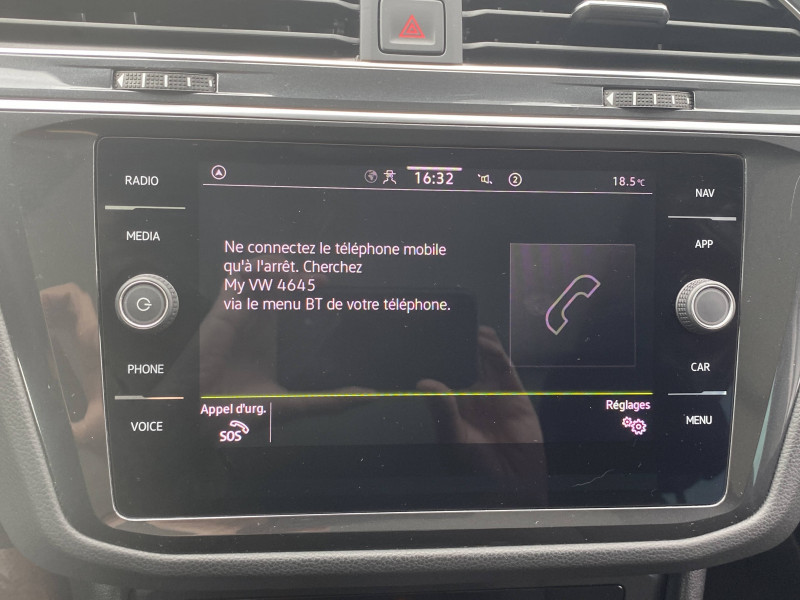 RADIO
MEDIA
PHONE
VOICE
16:32
2
18.5°C
Ne connectez le téléphone mobile
qu'à l'arrêt. Cherchez
My VW 4645
via le menu BT de votre téléphone.
Appel d'urg.
SOS
Réglages
NAV
APP
CAR
MENU